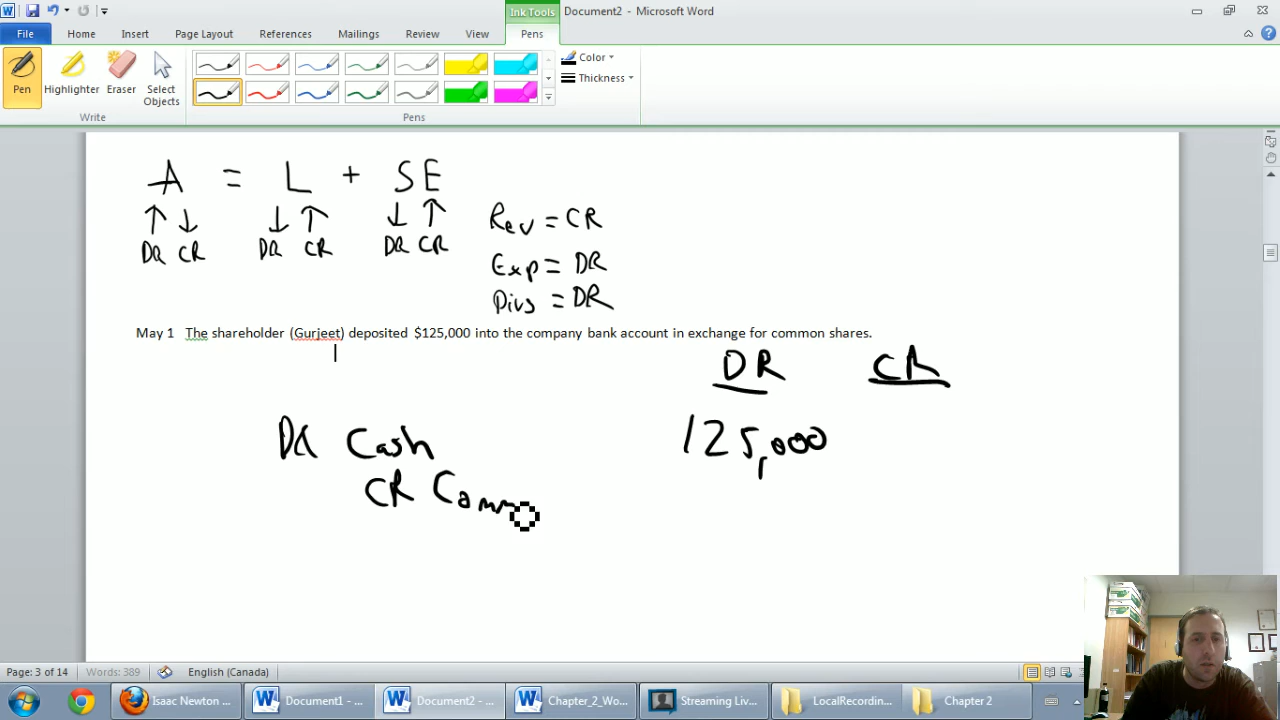 Ink Tools
Document2 - Microsoft Word
File Home Insert Page Layout References Mailings Review View Pens
Pen Highlighter Eraser Select Objects
Color
Thickness
Write Pens
A = L + SE
DR CR DR CR DR CR
Rev = CR
Exp = DR
Divs = DR
May 1 The shareholder (Gurjeet) deposited $125,000 into the company bank account in exchange for common shares.
DR CR
DR Cash 125,000
CR Comm
Page: 3 of 14 Words: 389 English (Canada)
Isaac Newton ... Document1 - ... Document2 - ... Chapter_2_Wo... Streaming Liv... LocalRecordin... Chapter 2